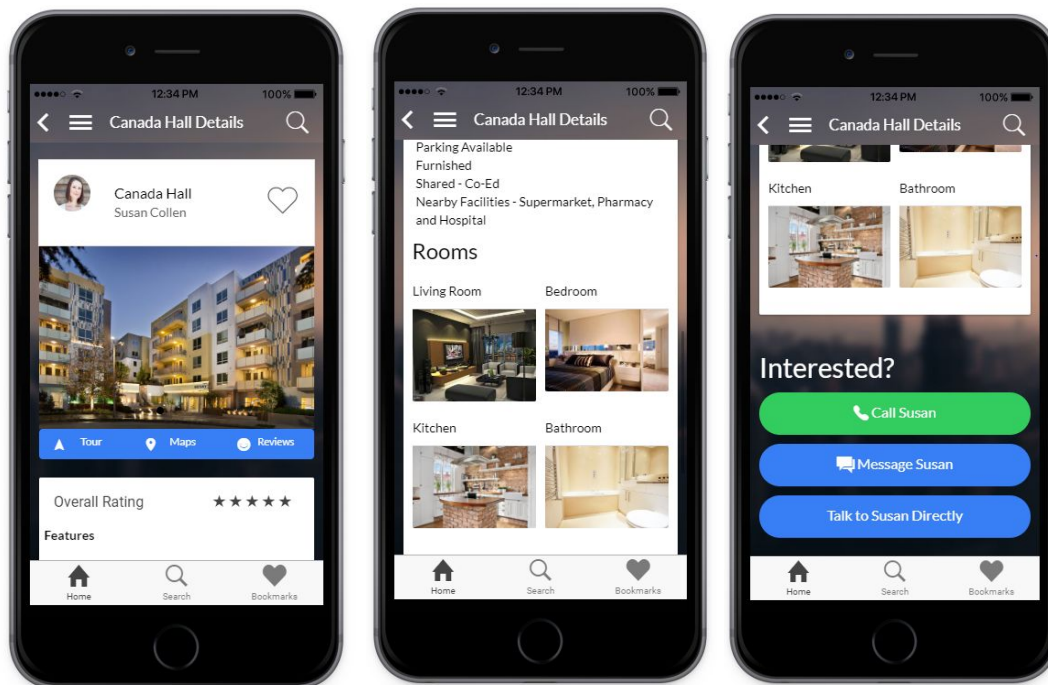 12:34 PM
100%
Canada Hall Details
Canada Hall
Susan Collen
Tour
Maps
Reviews
Overall Rating
Features
Home
Search
Bookmarks
12:34 PM
100%
Canada Hall Details
Parking Available
Furnished
Shared - Co-Ed
Nearby Facilities - Supermarket, Pharmacy
and Hospital
Rooms
Living Room
Bedroom
Kitchen
Bathroom
Home
Search
Bookmarks
12:34 PM
100%
Canada Hall Details
Kitchen
Bathroom
Interested?
Call Susan
Message Susan
Talk to Susan Directly
Home
Search
Bookmarks